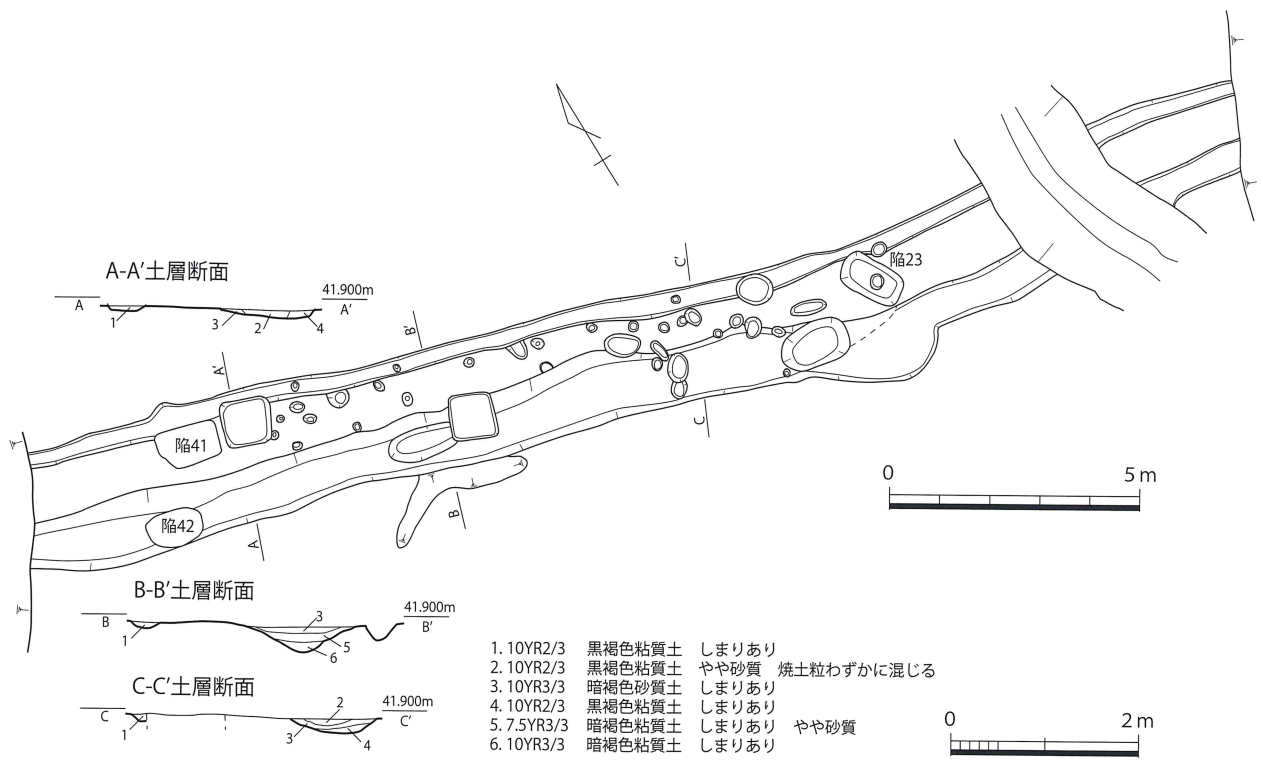 A-A′土層断面
A
41.900m
A′
1
3
2
4
A′
B′
C′
陥23
陥41
陥42
A
B
C
0
5m
B-B′土層断面
B
41.900m
B′
1
3
5
6
C-C′土層断面
C
41.900m
C′
1
2
3
4
1. 10YR2/3 黒褐色粘質土 しまりあり
2. 10YR2/3 黒褐色粘質土 やや砂質 焼土粒わずかに混じる
3. 10YR3/3 暗褐色砂質土 しまりあり
4. 10YR2/3 黒褐色粘質土 しまりあり
5. 7.5YR3/3 暗褐色粘質土 しまりあり やや砂質
6. 10YR3/3 暗褐色粘質土 しまりあり
0
2m